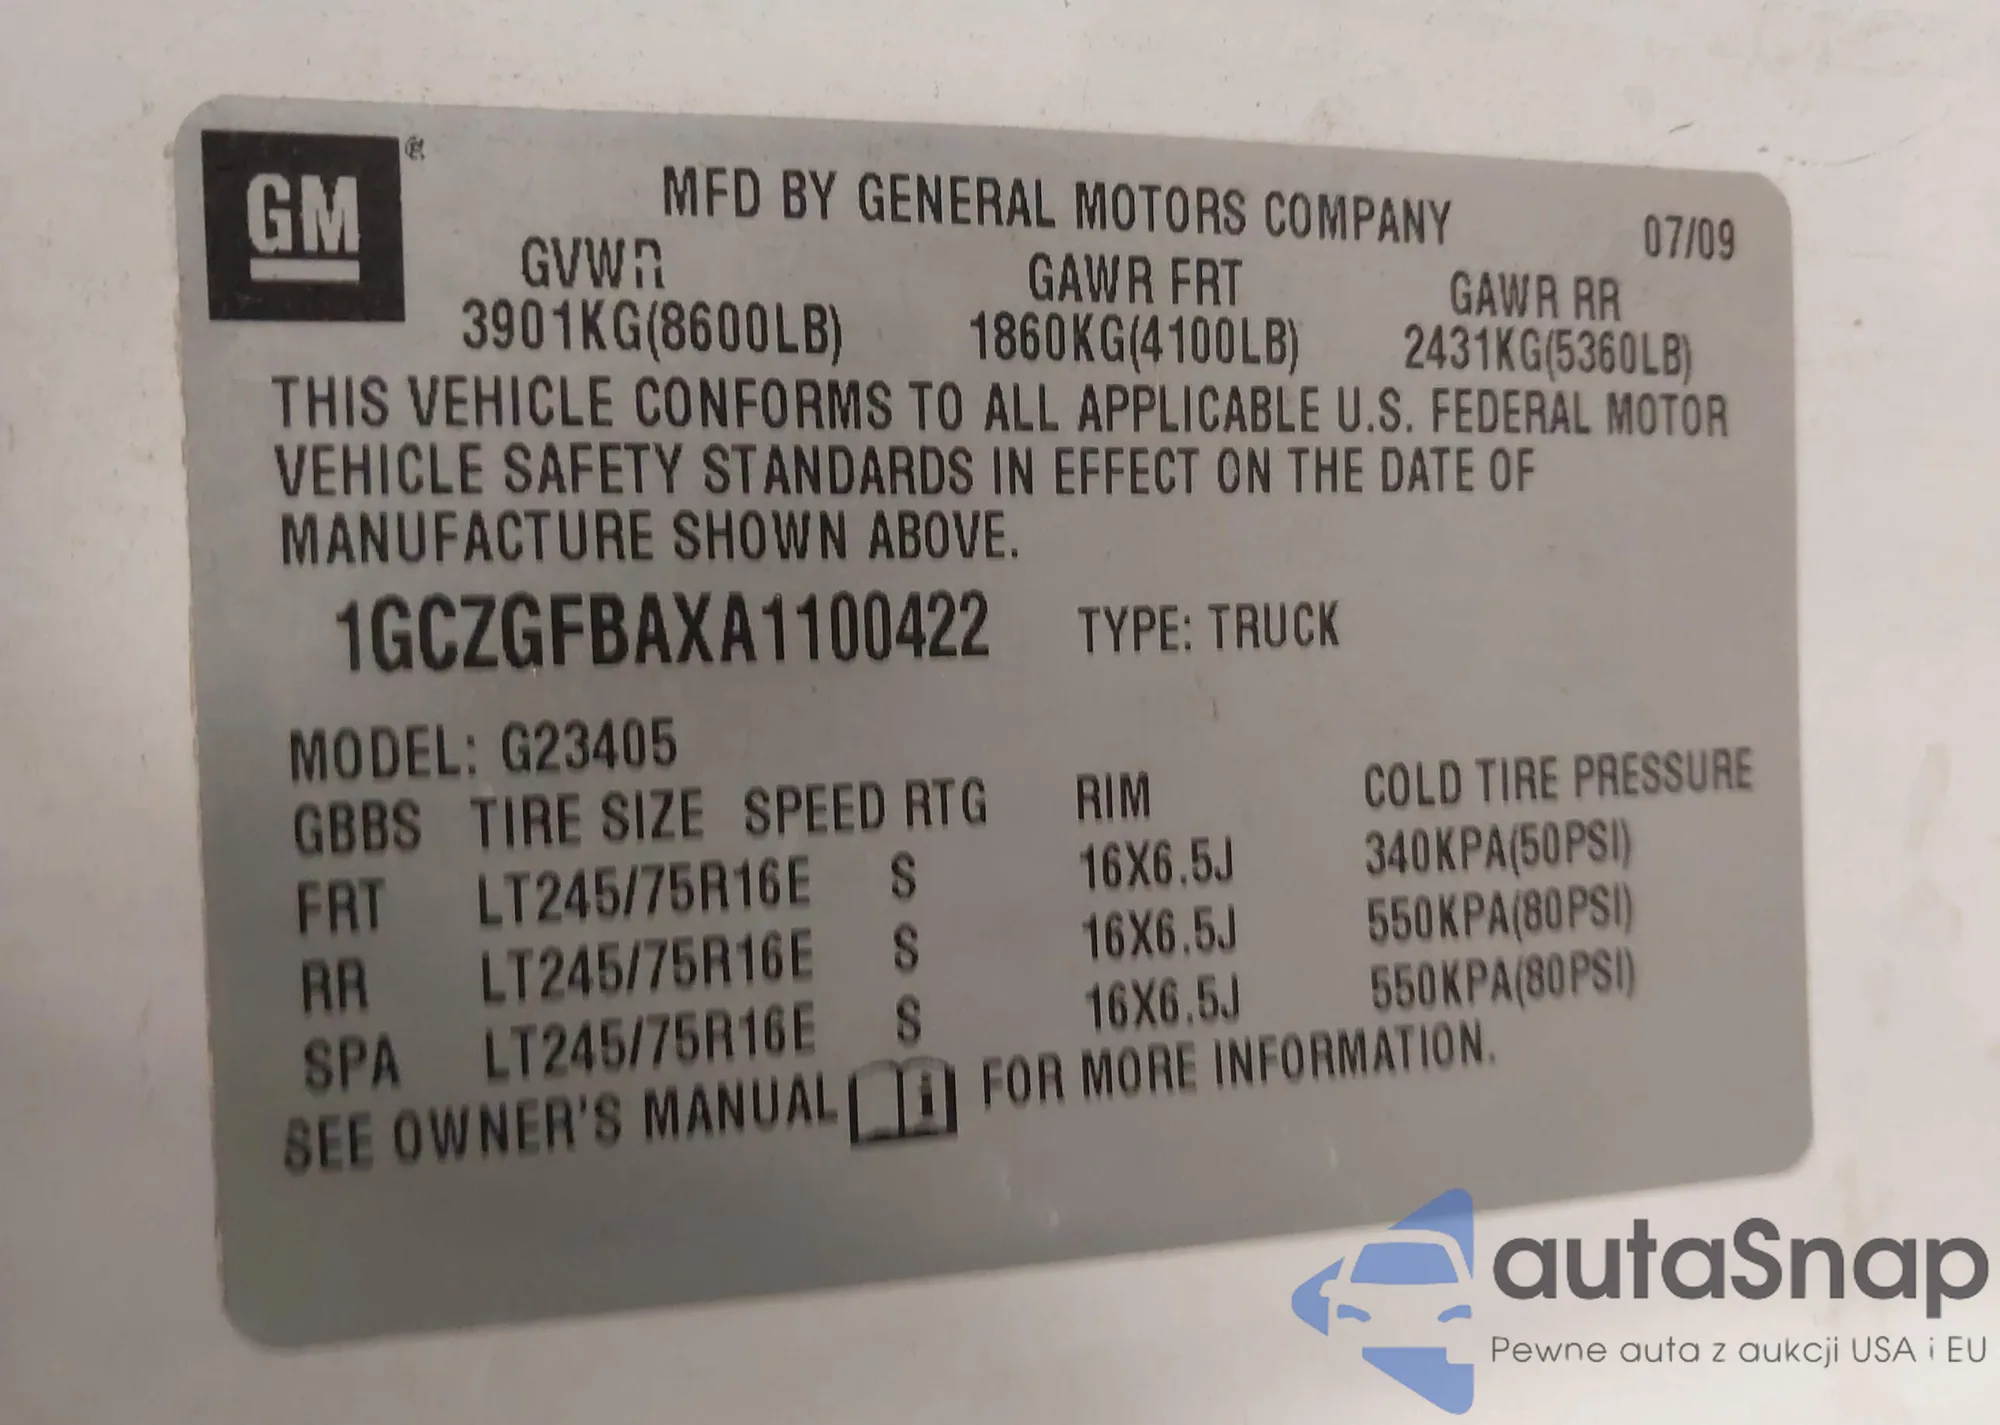 GM®
MFD BY GENERAL MOTORS COMPANY 07/09
GVWR GAWR FRT GAWR RR
3901KG(8600LB) 1860KG(4100LB) 2431KG(5360LB)
THIS VEHICLE CONFORMS TO ALL APPLICABLE U.S. FEDERAL MOTOR
VEHICLE SAFETY STANDARDS IN EFFECT ON THE DATE OF
MANUFACTURE SHOWN ABOVE.
1GCZGFBAXA1100422 TYPE: TRUCK
MODEL: G23405
GBBS TIRE SIZE SPEED RTG RIM COLD TIRE PRESSURE
FRT LT245/75R16E S 16X6.5J 340KPA(50PSI)
RR LT245/75R16E S 16X6.5J 550KPA(80PSI)
SPA LT245/75R16E S 16X6.5J 550KPA(80PSI)
SEE OWNER'S MANUAL FOR MORE INFORMATION.
autaSnap
Pewne auta z aukcji USA i EU